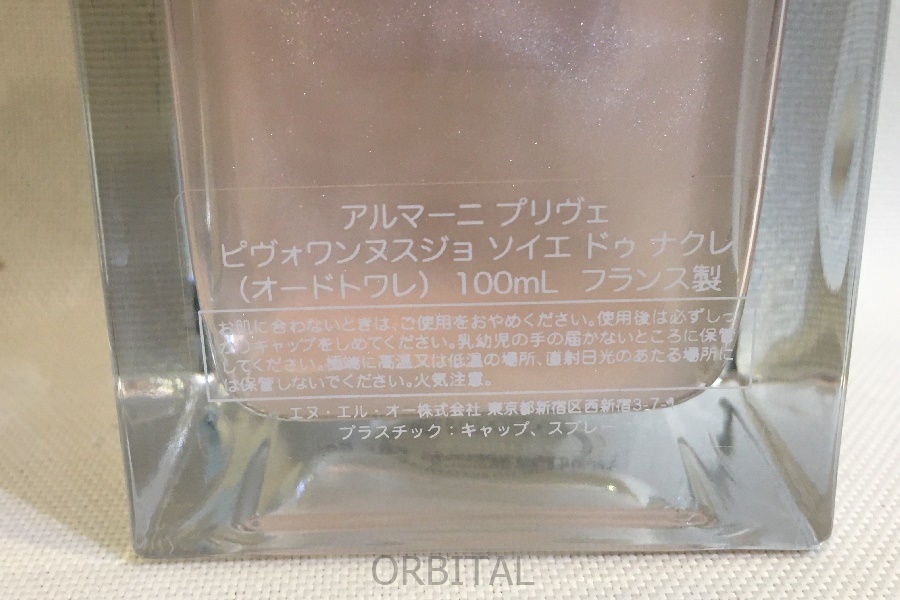 アルマーニ プリヴェ
ピヴォワンヌスジョ ソイエ ドゥ ナクレ
(オードトワレ) 100mL フランス製
お肌に合わないときは、ご使用をおやめください。使用後は必ずしっ
キャップをしめてください。乳幼児の手の届かないところに保管
してください。極端に高温又は低温の場所、直射日光のあたる場所に
は保管しないでください。火気注意。
エヌ・エル・オー株式会社 東京都新宿区西新宿3-7-1
プラスチック:キャップ、スプレー
ORBITAL